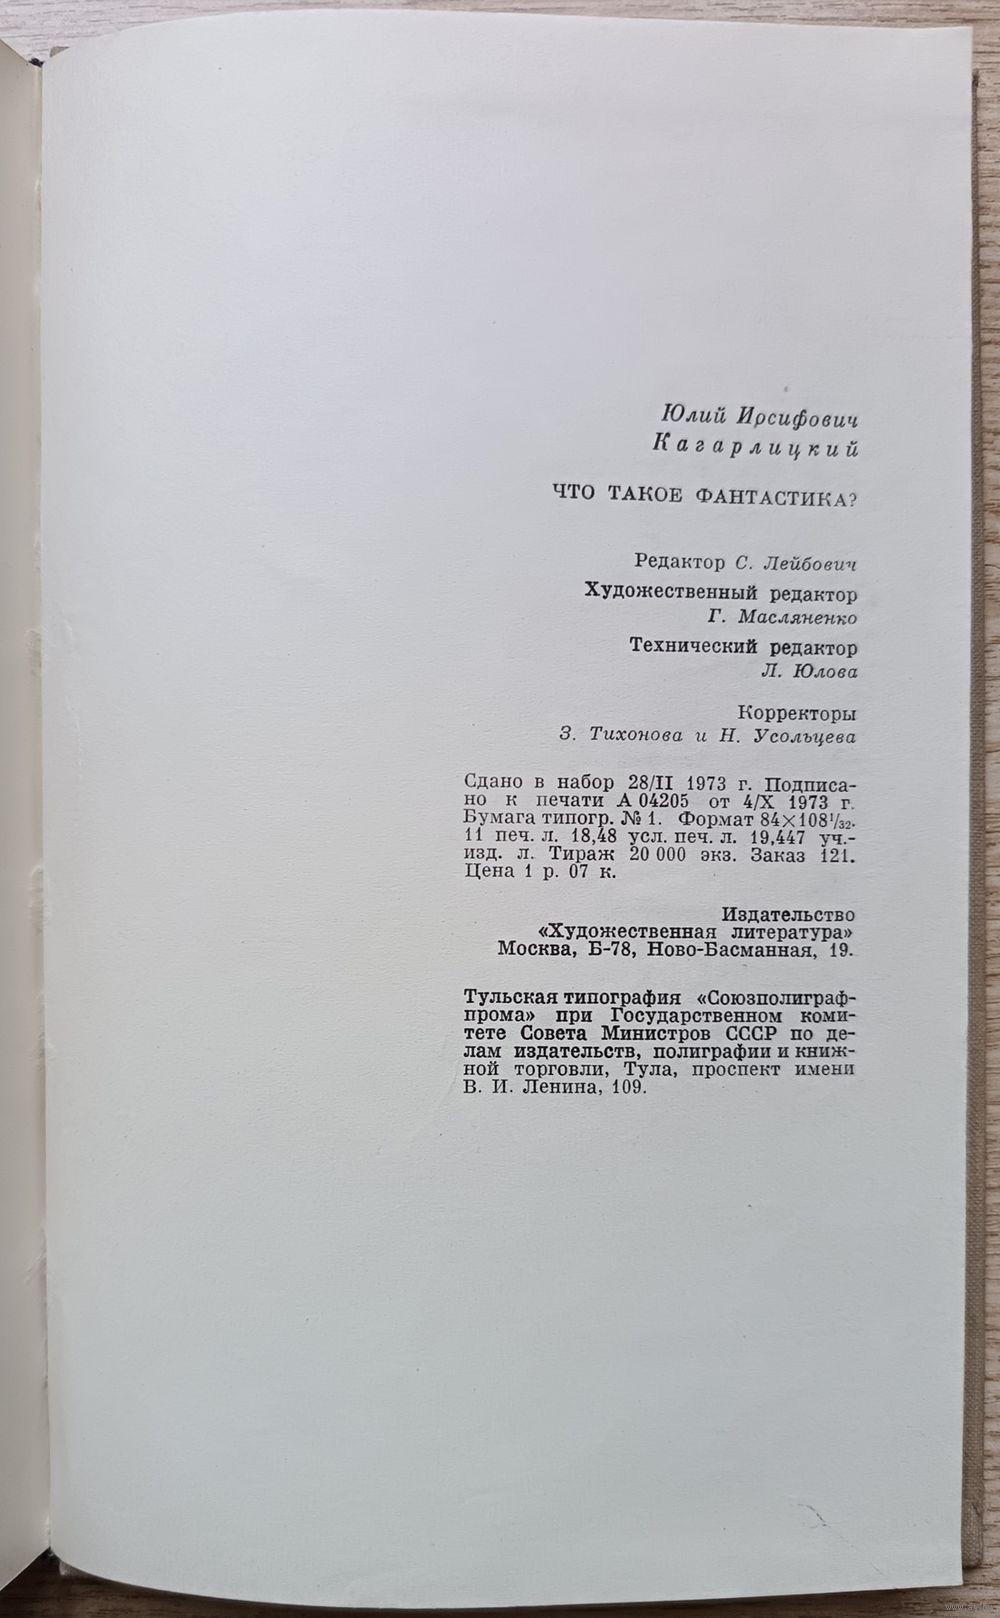 Юлий Иосифович
Кагарлицкий
ЧТО ТАКОЕ ФАНТАСТИКА?
Редактор С. Лейбович
Художественный редактор
Г. Масляненко
Технический редактор
Л. Юлова
Корректоры
З. Тихонова и Н. Усольцева
Сдано в набор 28/II 1973 г. Подписа-
но к печати А 04205 от 4/X 1973 г.
Бумага типогр. № 1. Формат 84×108¹/₃₂.
11 печ. л. 18,48 усл. печ. л. 19,447 уч.-
изд. л. Тираж 20 000 экз. Заказ 121.
Цена 1 р. 07 к.
Издательство
«Художественная литература»
Москва, Б-78, Ново-Басманная, 19.
Тульская типография «Союзполиграф-
прома» при Государственном коми-
тете Совета Министров СССР по де-
лам издательств, полиграфии и книж-
ной торговли, Тула, проспект имени
В. И. Ленина, 109.